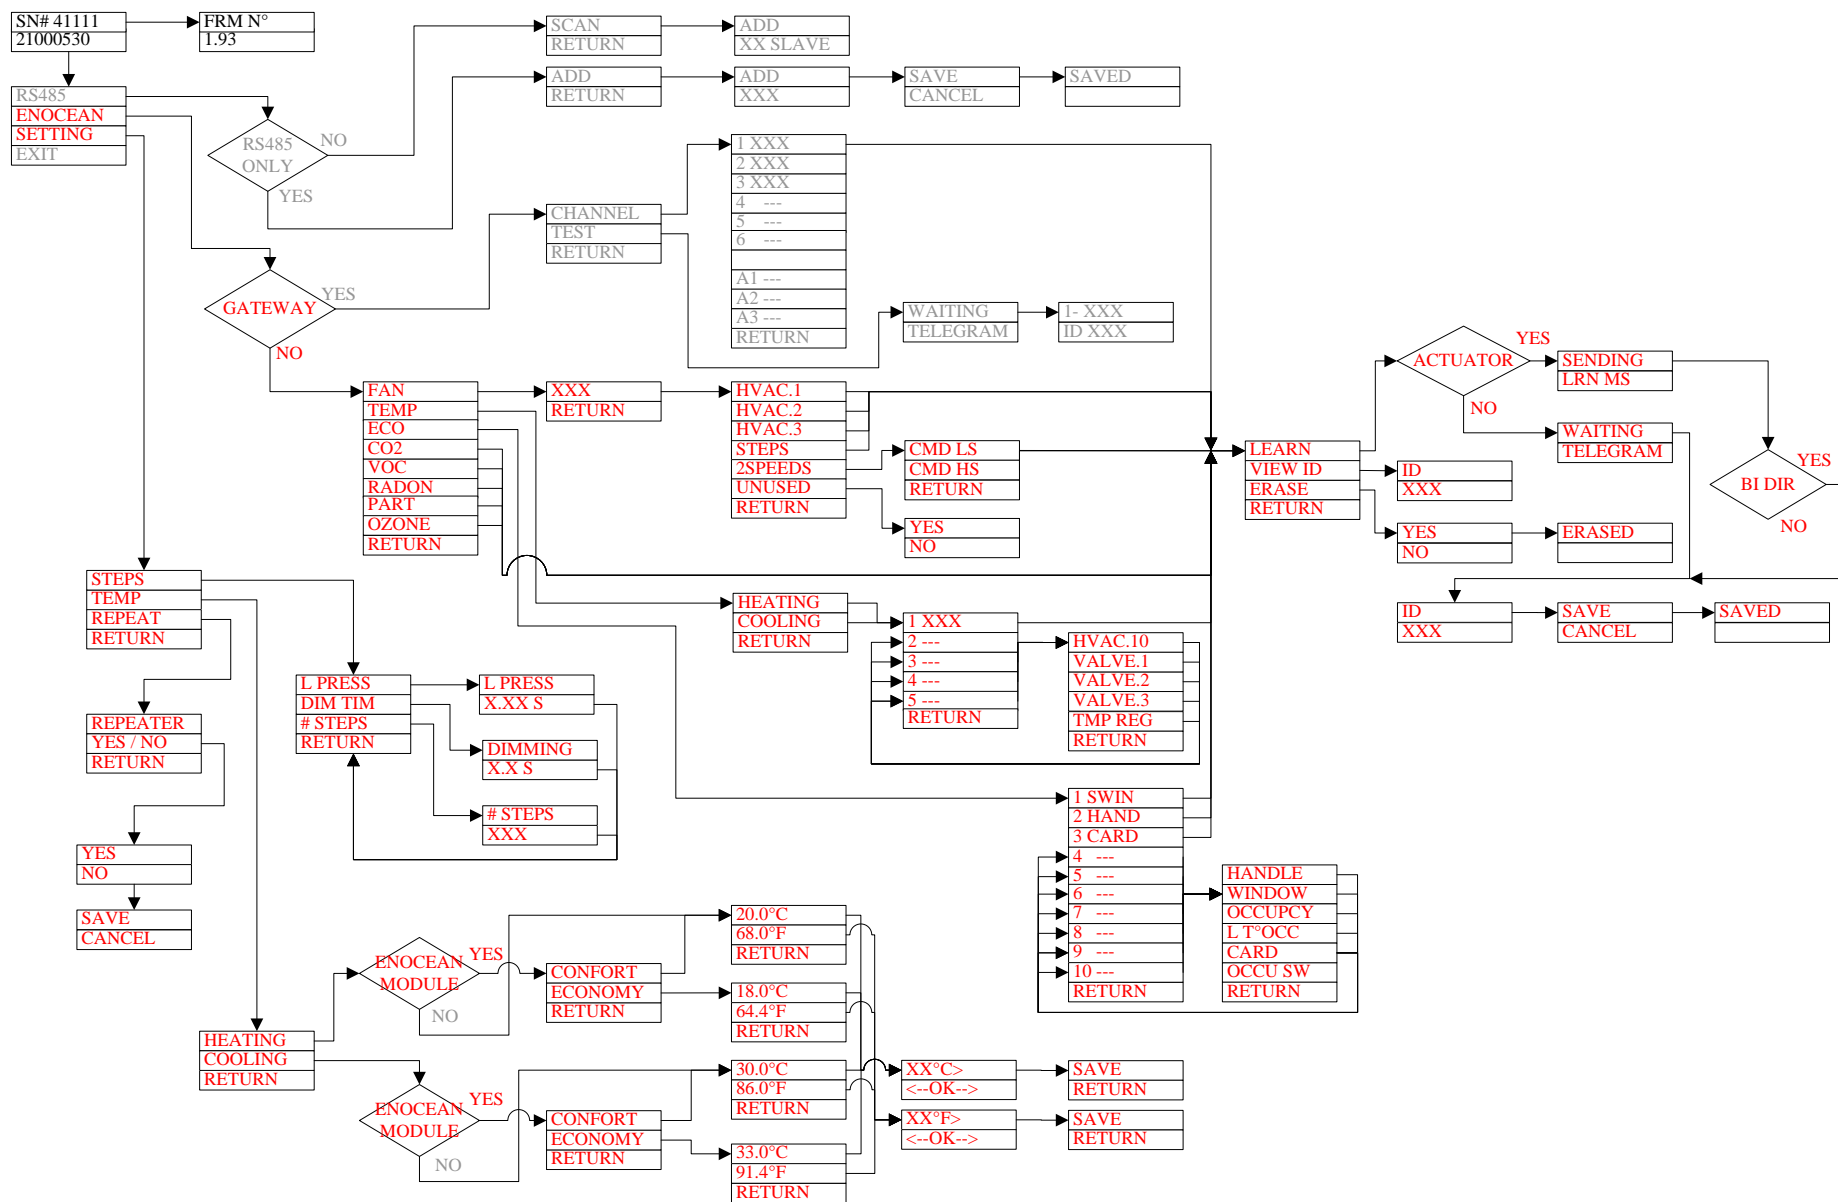 SN# 41111
21000530
FRM N°
1.93
RS485
ENOCEAN
SETTING
EXIT
RS485
ONLY
NO
YES
SCAN
RETURN
ADD
XX SLAVE
ADD
RETURN
ADD
XXX
SAVE
CANCEL
SAVED
GATEWAY
YES
NO
CHANNEL
TEST
RETURN
1 XXX
2 XXX
3 XXX
4 ---
5 ---
6 ---
A1 ---
A2 ---
A3 ---
RETURN
WAITING
TELEGRAM
1- XXX
ID XXX
FAN
TEMP
ECO
CO2
VOC
RADON
PART
OZONE
RETURN
XXX
RETURN
HVAC.1
HVAC.2
HVAC.3
STEPS
2SPEEDS
UNUSED
RETURN
CMD LS
CMD HS
RETURN
YES
NO
LEARN
VIEW ID
ERASE
RETURN
ACTUATOR
YES
NO
SENDING
LRN MS
WAITING
TELEGRAM
ID
XXX
YES
NO
ERASED
BI DIR
YES
NO
ID
XXX
SAVE
CANCEL
SAVED
HEATING
COOLING
RETURN
1 XXX
2 ---
3 ---
4 ---
5 ---
RETURN
HVAC.10
VALVE.1
VALVE.2
VALVE.3
TMP REG
RETURN
1 SWIN
2 HAND
3 CARD
4 ---
5 ---
6 ---
7 ---
8 ---
9 ---
10 ---
RETURN
HANDLE
WINDOW
OCCUPCY
L T°OCC
CARD
OCCU SW
RETURN
STEPS
TEMP
REPEAT
RETURN
L PRESS
DIM TIM
# STEPS
RETURN
L PRESS
X.XX S
DIMMING
X.X S
# STEPS
XXX
REPEATER
YES / NO
RETURN
YES
NO
SAVE
CANCEL
HEATING
COOLING
RETURN
ENOCEAN
MODULE
YES
NO
CONFORT
ECONOMY
RETURN
20.0°C
68.0°F
RETURN
18.0°C
64.4°F
RETURN
ENOCEAN
MODULE
YES
NO
CONFORT
ECONOMY
RETURN
30.0°C
86.0°F
RETURN
33.0°C
91.4°F
RETURN
XX°C>
<--OK-->
SAVE
RETURN
XX°F>
<--OK-->
SAVE
RETURN